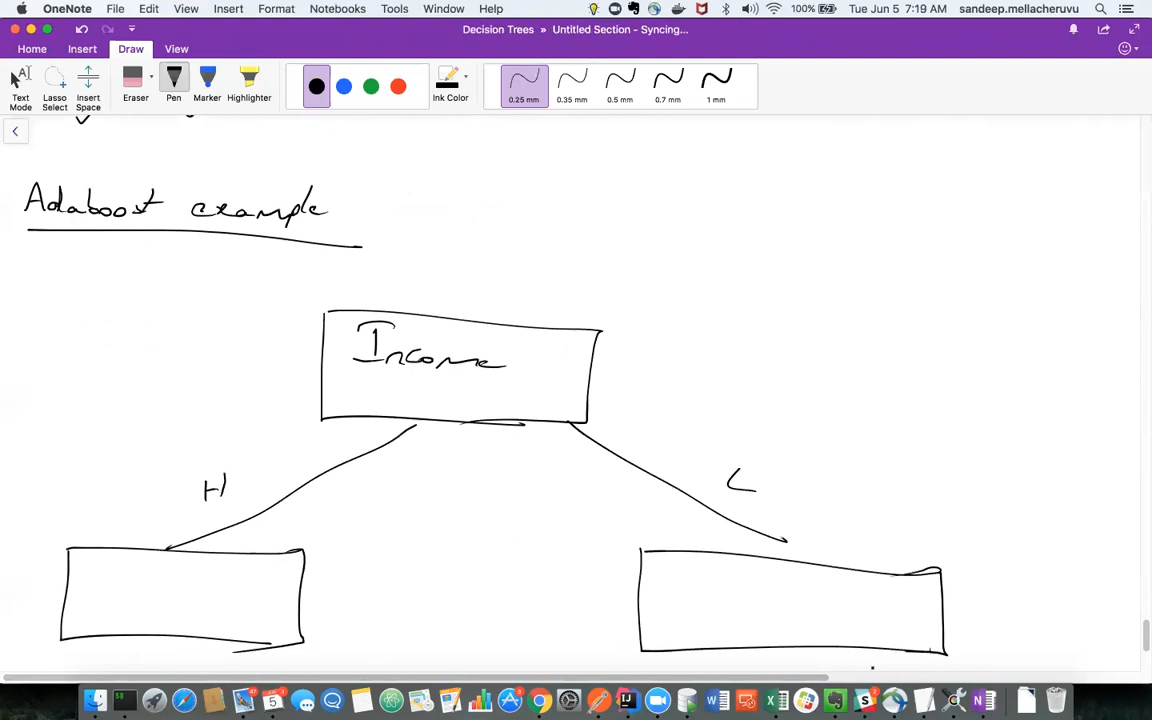 OneNote File Edit View Insert Format Notebooks Tools Window Help 100% Tue Jun 5 7:19 AM sandeep.mellacheruvu
Decision Trees » Untitled Section - Syncing...
Home Insert Draw View
Text Mode Lasso Select Insert Space Eraser Pen Marker Highlighter Ink Color 0.25 mm 0.35 mm 0.5 mm 0.7 mm 1 mm
Adaboost example
Income
H L